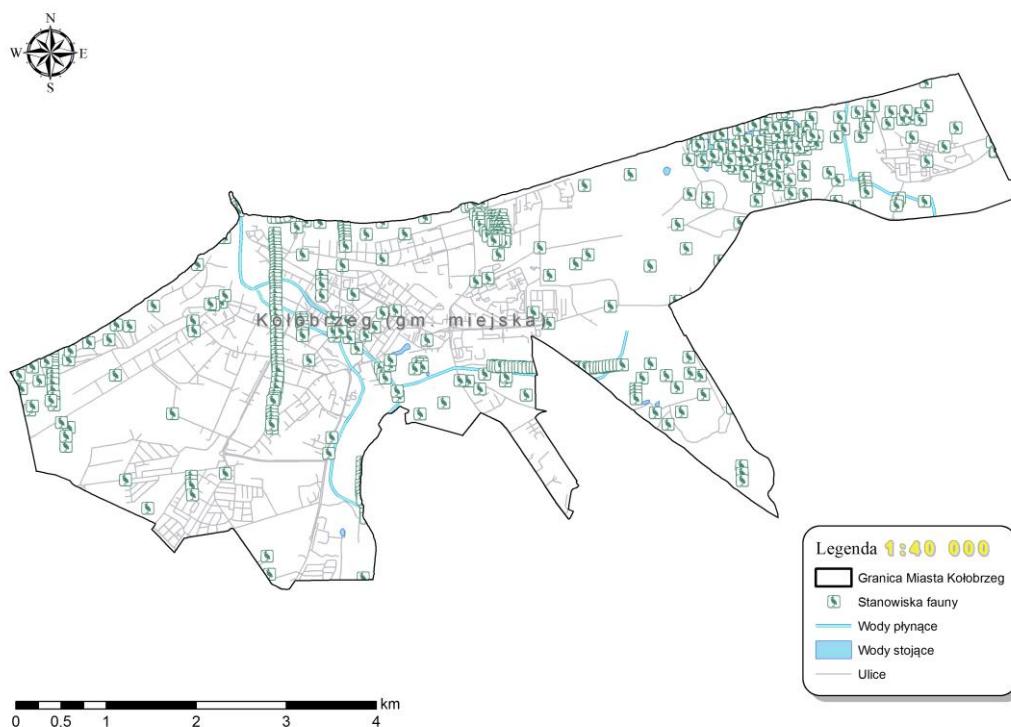 N
W E
S
Kołobrzeg (gm. miejska)
Legenda 1:40 000
Granica Miasta Kołobrzeg
Stanowiska fauny
Wody płynące
Wody stojące
Ulice
km
0 0.5 1 2 3 4